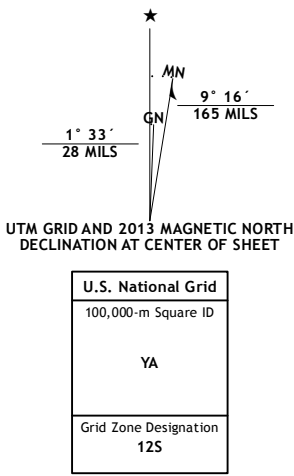 ★
MN
GN
9° 16´
165 MILS
1° 33´
28 MILS
UTM GRID AND 2013 MAGNETIC NORTH
DECLINATION AT CENTER OF SHEET
U.S. National Grid
100,000-m Square ID
YA
Grid Zone Designation
12S